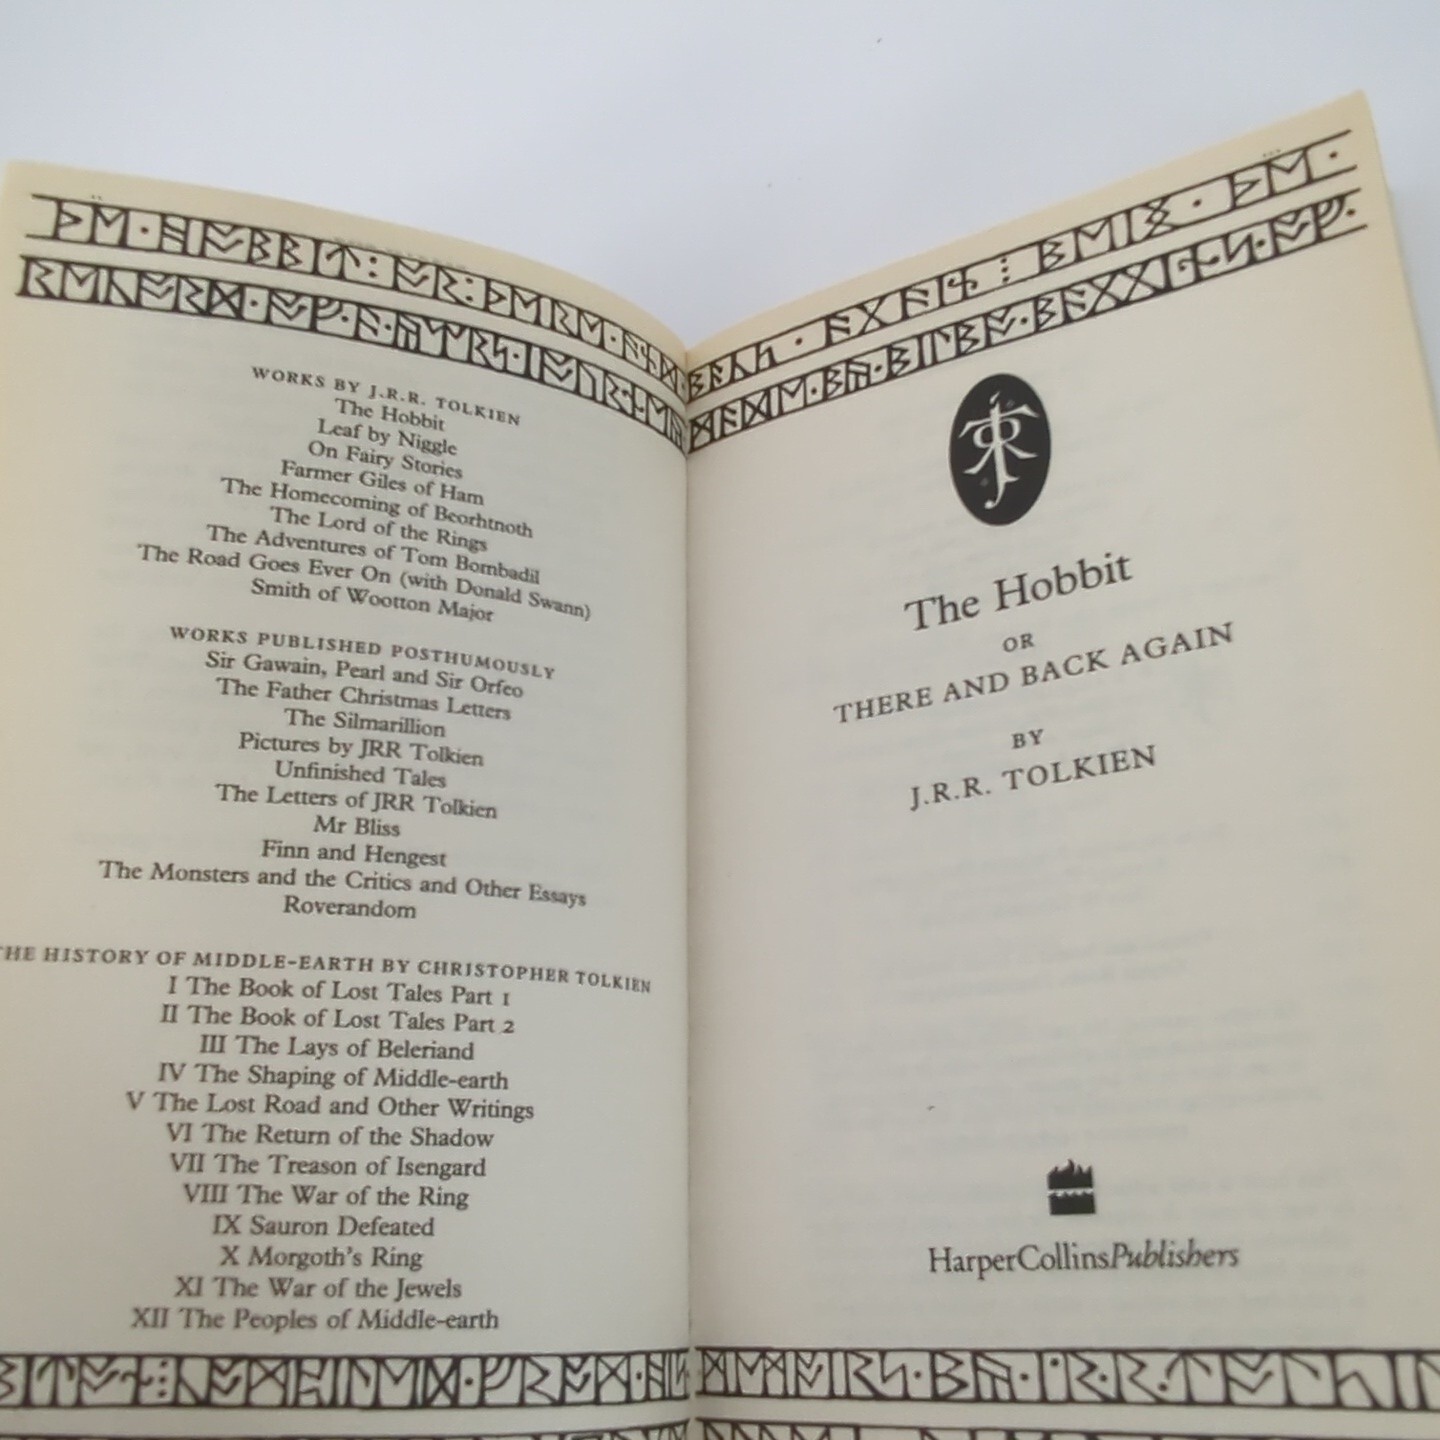 WORKS BY J.R.R. TOLKIEN
The Hobbit
Leaf by Niggle
On Fairy Stories
Farmer Giles of Ham
The Homecoming of Beorhtnoth
The Lord of the Rings
The Adventures of Tom Bombadil
The Road Goes Ever On (with Donald Swann)
Smith of Wootton Major
WORKS PUBLISHED POSTHUMOUSLY
Sir Gawain, Pearl and Sir Orfeo
The Father Christmas Letters
The Silmarillion
Pictures by JRR Tolkien
Unfinished Tales
The Letters of JRR Tolkien
Mr Bliss
Finn and Hengest
The Monsters and the Critics and Other Essays
Roverandom
THE HISTORY OF MIDDLE-EARTH BY CHRISTOPHER TOLKIEN
I The Book of Lost Tales Part 1
II The Book of Lost Tales Part 2
III The Lays of Beleriand
IV The Shaping of Middle-earth
V The Lost Road and Other Writings
VI The Return of the Shadow
VII The Treason of Isengard
VIII The War of the Ring
IX Sauron Defeated
X Morgoth's Ring
XI The War of the Jewels
XII The Peoples of Middle-earth
The Hobbit
OR
THERE AND BACK AGAIN
BY
J.R.R. TOLKIEN
HarperCollinsPublishers